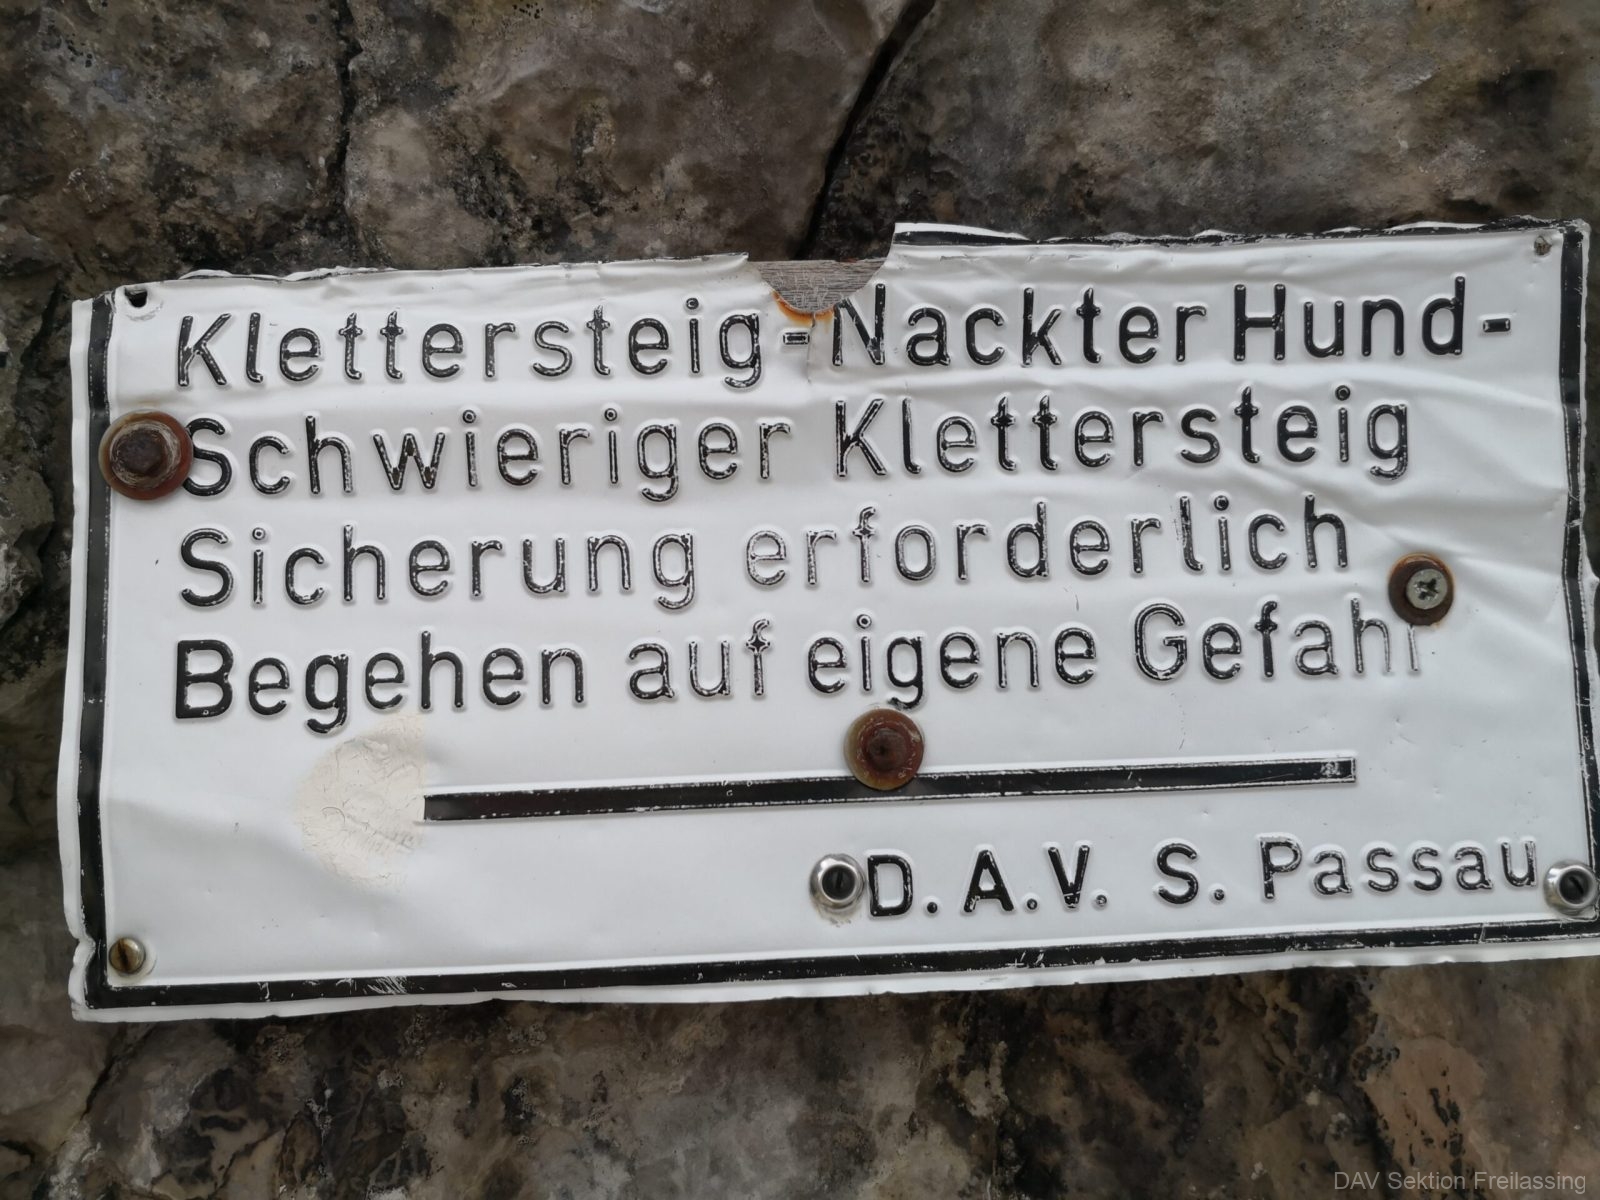 Klettersteig-Nackter Hund-
Schwieriger Klettersteig
Sicherung erforderlich
Begehen auf eigene Gefahr
D.A.V. S. Passau
DAV Sektion Freilassing